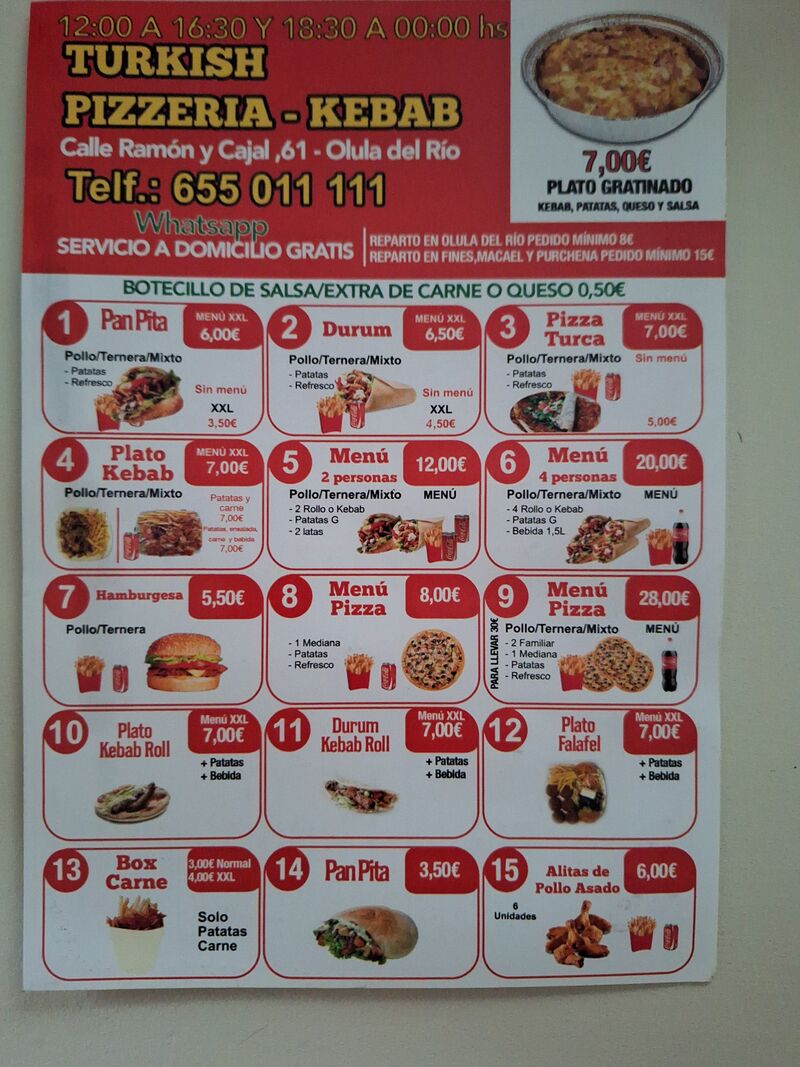 12:00 A 16:30 Y 18:30 A 00:00 hs
TURKISH
PIZZERIA - KEBAB
Calle Ramón y Cajal ,61 - Olula del Río
Telf.: 655 011 111
Whatsapp
SERVICIO A DOMICILIO GRATIS
REPARTO EN OLULA DEL RÍO PEDIDO MÍNIMO 8€
REPARTO EN FINES,MACAEL Y PURCHENA PEDIDO MÍNIMO 15€
7,00€
PLATO GRATINADO
KEBAB, PATATAS, QUESO Y SALSA
BOTECILLO DE SALSA/EXTRA DE CARNE O QUESO 0,50€
1 Pan Pita
MENÚ XXL
6,00€
Pollo/Ternera/Mixto
- Patatas
- Refresco
Sin menú
XXL
3,50€
2 Durum
MENÚ XXL
6,50€
Pollo/Ternera/Mixto
- Patatas
- Refresco
Sin menú
XXL
4,50€
3 Pizza
Turca
MENÚ XXL
7,00€
Pollo/Ternera/Mixto
- Patatas
- Refresco
Sin menú
5,00€
4 Plato
Kebab
MENÚ XXL
7,00€
Pollo/Ternera/Mixto
Patatas y
carne
7,00€
Patatas, ensalada,
carne y bebida
7,00€
5 Menú
2 personas
12,00€
Pollo/Ternera/Mixto
MENÚ
- 2 Rollo o Kebab
- Patatas G
- 2 latas
6 Menú
4 personas
20,00€
Pollo/Ternera/Mixto
MENÚ
- 4 Rollo o Kebab
- Patatas G
- Bebida 1,5L
7 Hamburgesa
5,50€
Pollo/Ternera
8 Menú
Pizza
8,00€
- 1 Mediana
- Patatas
- Refresco
9 Menú
Pizza
28,00€
PARA LLEVAR 30€
Pollo/Ternera/Mixto
MENÚ
- 2 Familiar
- 1 Mediana
- Patatas
- Refresco
10 Plato
Kebab Roll
Menú XXL
7,00€
+ Patatas
+ Bebida
11 Durum
Kebab Roll
Menú XXL
7,00€
+ Patatas
+ Bebida
12 Plato
Falafel
Menú XXL
7,00€
+ Patatas
+ Bebida
13 Box
Carne
3,00€ Normal
4,00€ XXL
Solo
Patatas
Carne
14 Pan Pita
3,50€
15 Alitas de
Pollo Asado
6,00€
6
Unidades